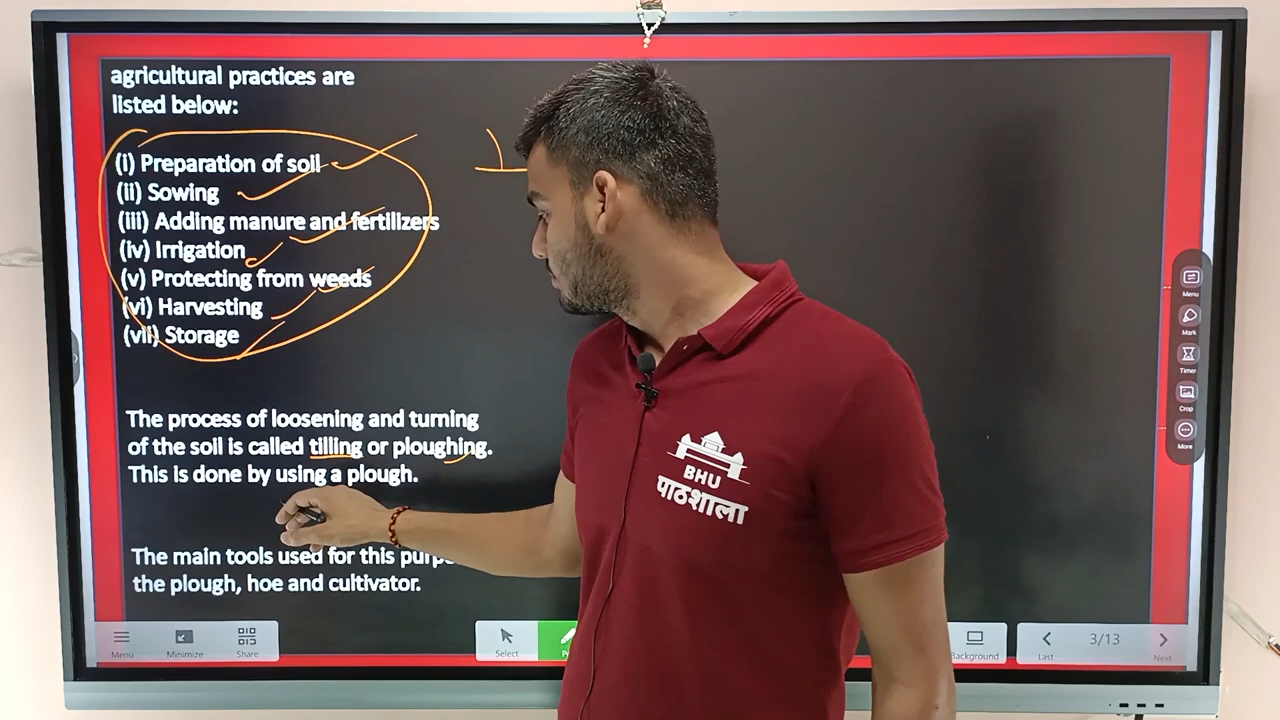 agricultural practices are
listed below:
(i) Preparation of soil
(ii) Sowing
(iii) Adding manure and fertilizers
(iv) Irrigation
(v) Protecting from weeds
(vi) Harvesting
(vii) Storage
The process of loosening and turning
of the soil is called tilling or ploughing.
This is done by using a plough.
The main tools used for this
the plough, hoe and cultivator.
BHU
पाठशाला
Menu
Mark
Timer
Crop
More
Menu
Minimize
Share
Select
Background
Last
3/13
Next